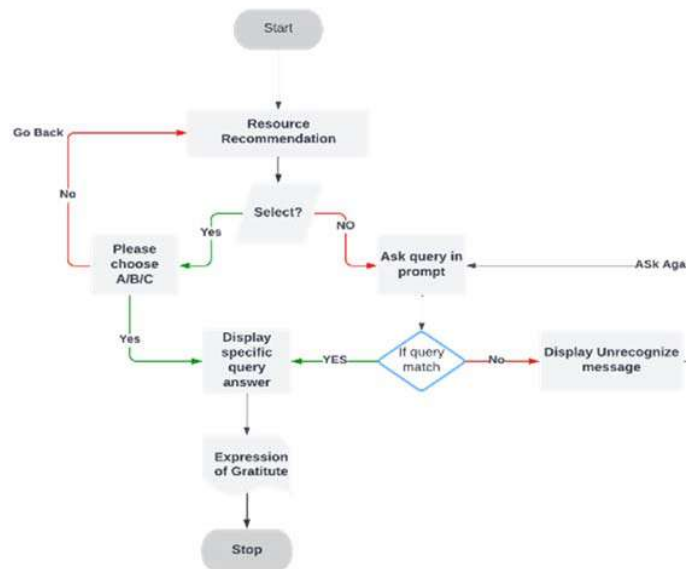 Start
Resource
Recommendation
Go Back
No
Select?
Yes
NO
Please
choose
A/B/C
Ask query in
prompt
ASk Aga
Yes
Display
specific
query
answer
YES
If query
match
No
Display Unrecognize
message
Expression
of Gratitute
Stop